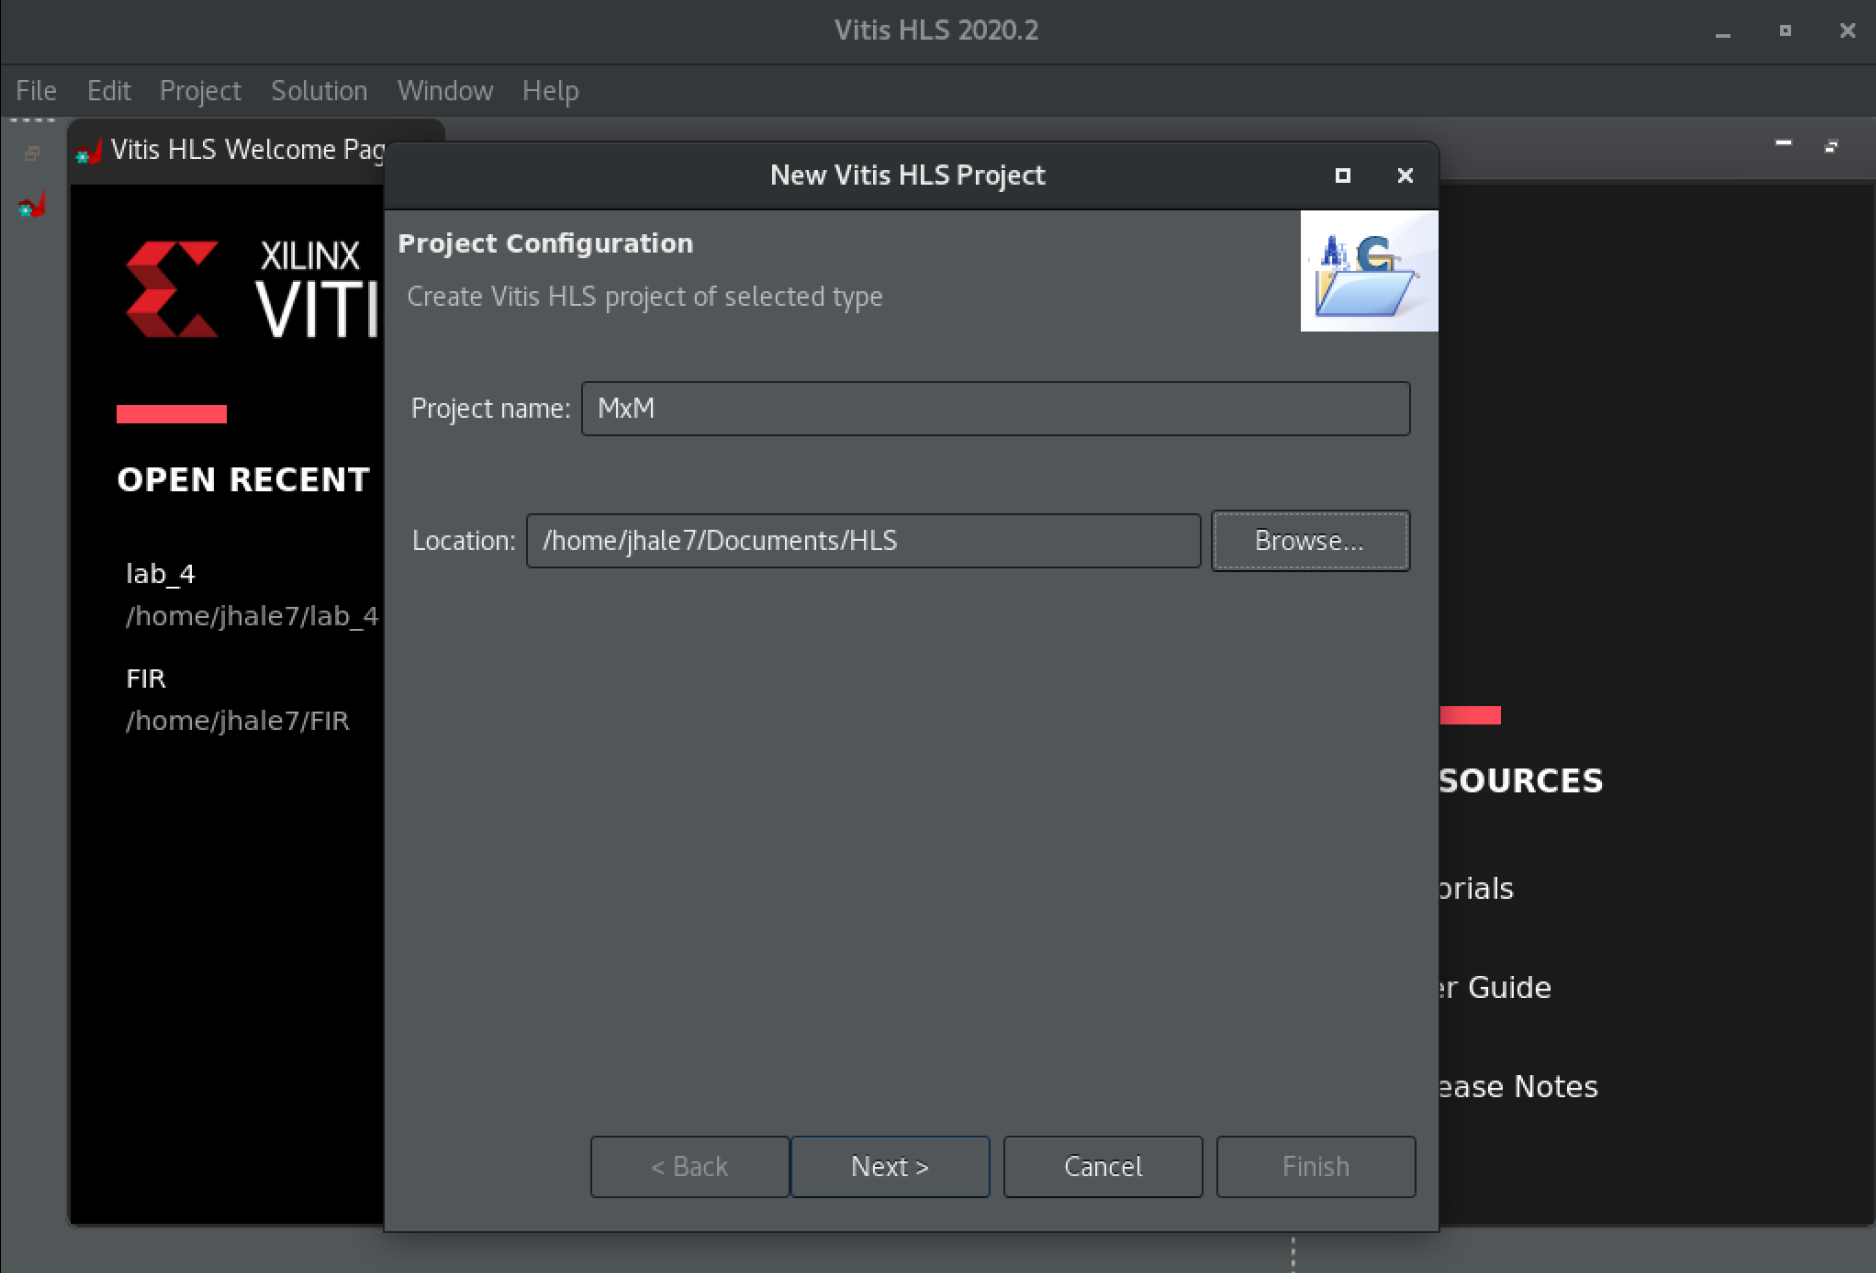 Vitis HLS 2020.2
File Edit Project Solution Window Help
Vitis HLS Welcome Pag
New Vitis HLS Project
Project Configuration
Create Vitis HLS project of selected type
XILINX
VITI
Project name: MxM
OPEN RECENT
Location: /home/jhale7/Documents/HLS Browse...
lab_4
/home/jhale7/lab_4
FIR
/home/jhale7/FIR
SOURCES
orials
er Guide
ease Notes
< Back Next > Cancel Finish